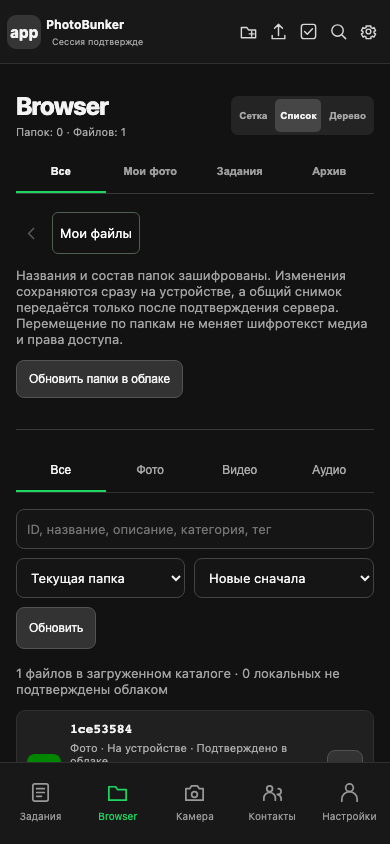 app
PhotoBunker
Сессия подтвержде
Browser
Папок: 0 · Файлов: 1
Сетка Список Дерево
Все Мои фото Задания Архив
Мои файлы
Названия и состав папок зашифрованы. Изменения
сохраняются сразу на устройстве, а общий снимок
передаётся только после подтверждения сервера.
Перемещение по папкам не меняет шифротекст медиа
и права доступа.
Обновить папки в облаке
Все Фото Видео Аудио
ID, название, описание, категория, тег
Текущая папка Новые сначала
Обновить
1 файлов в загруженном каталоге · 0 локальных не
подтверждены облаком
1ce53584
Фото · На устройстве · Подтверждено в
облаке
Задания Browser Камера Контакты Настройки